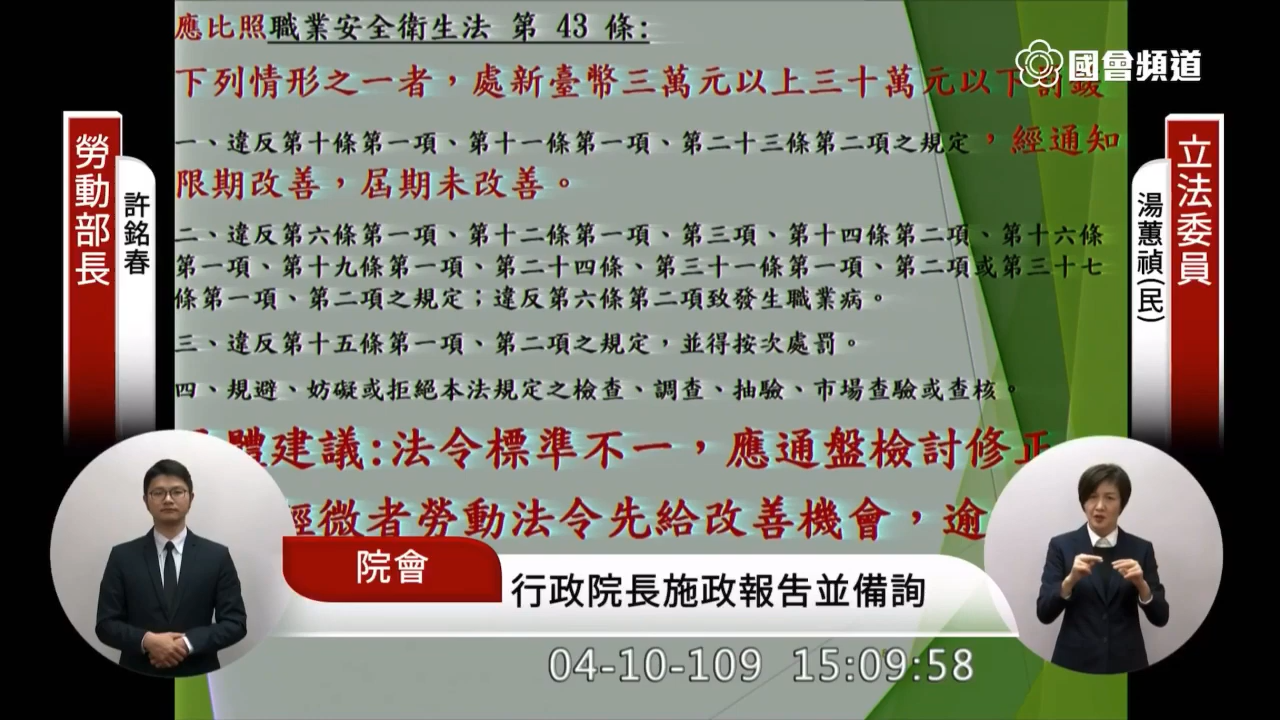 應比照職業安全衛生法 第 43 條:
國會頻道
下列情形之一者，處新臺幣三萬元以上三十萬元以下罰鍰
一、違反第十條第一項、第十一條第一項、第二十三條第二項之規定，經通知
限期改善，屆期未改善。
二、違反第六條第一項、第十二條第一項、第三項、第十四條第二項、第十六條
第一項、第十九條第一項、第二十四條、第三十一條第一項、第二項或第三十七
條第一項、第二項之規定；違反第六條第二項致發生職業病。
三、違反第十五條第一項、第二項之規定，並得按次處罰。
四、規避、妨礙或拒絕本法規定之檢查、調查、抽驗、市場查驗或查核。
體建議:法令標準不一，應通盤檢討修正
輕微者勞動法令先給改善機會，逾
勞動部長
許銘春
立法委員
湯蕙禎(民)
院會
行政院長施政報告並備詢
04-10-109 15:09:58